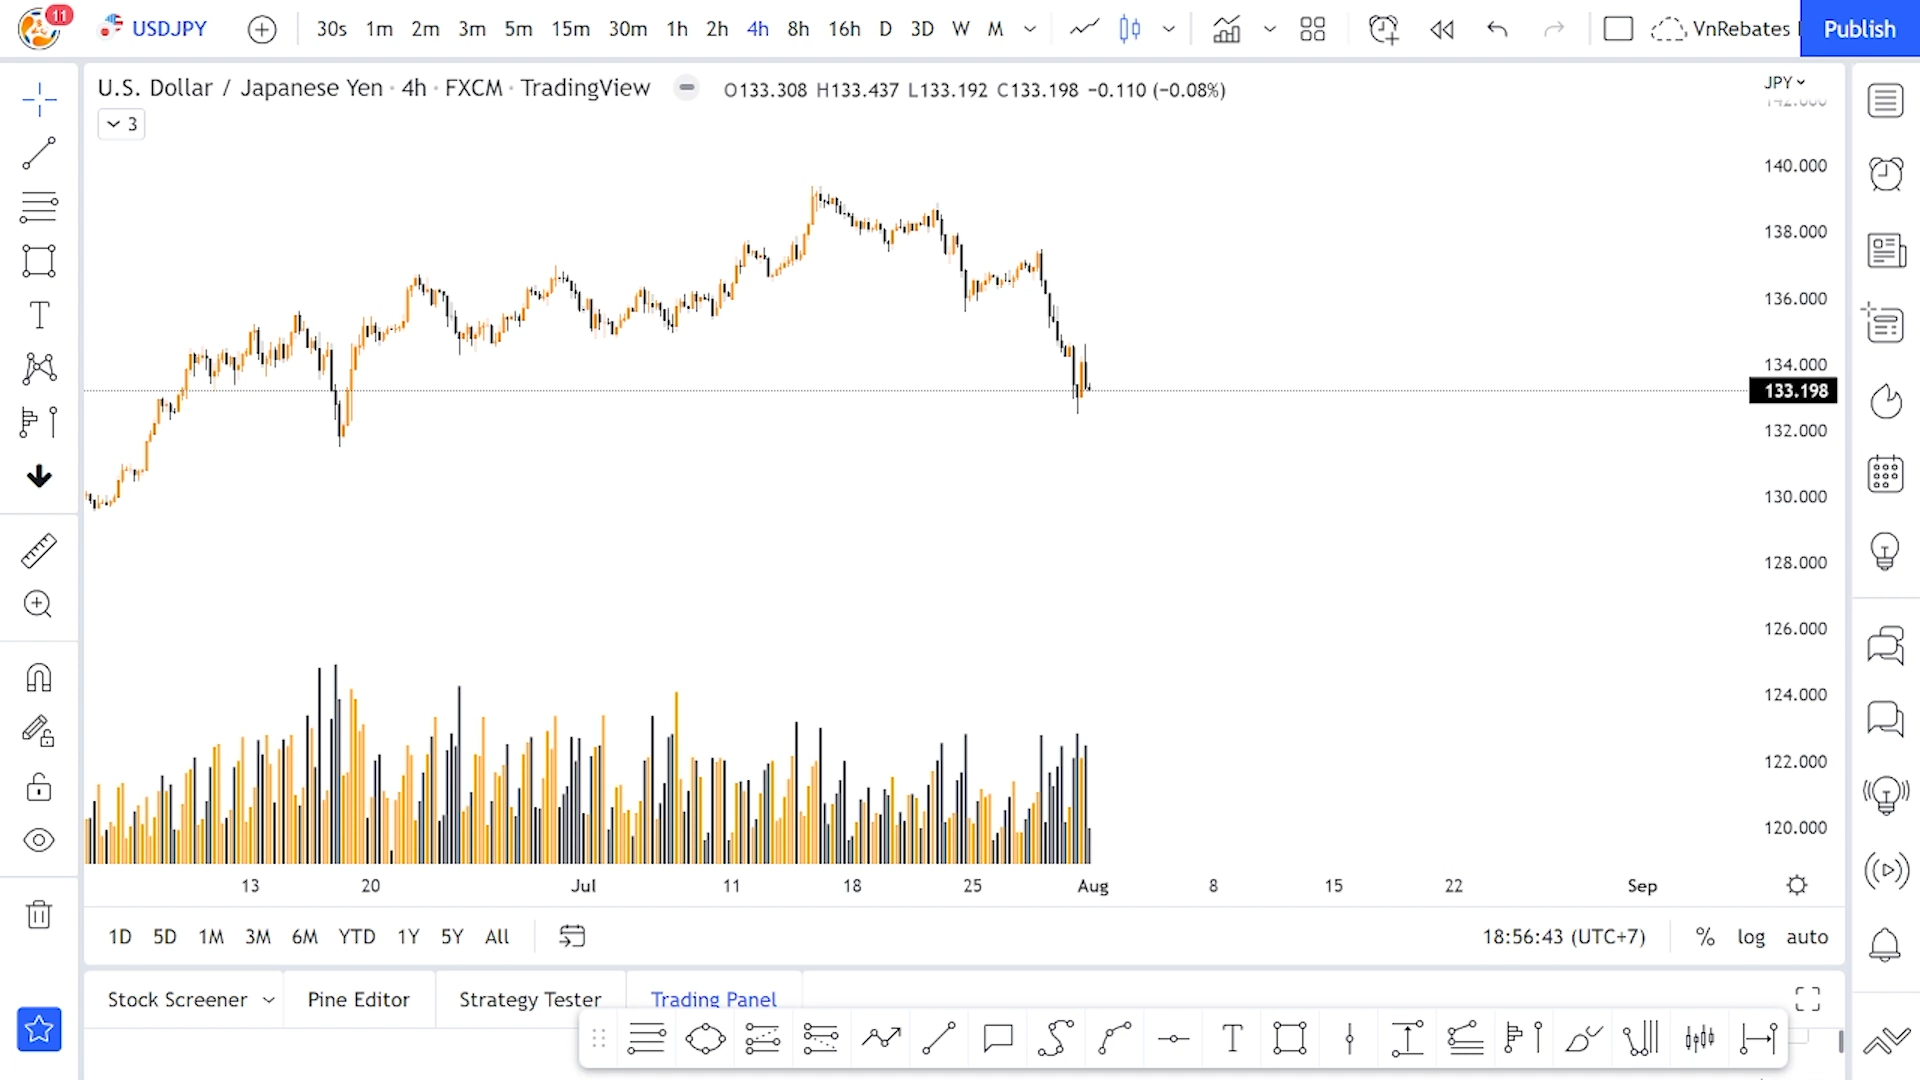 11
USDJPY
30s 1m 2m 3m 5m 15m 30m 1h 2h 4h 8h 16h D 3D W M
VnRebates
Publish
U.S. Dollar / Japanese Yen · 4h · FXCM · TradingView
O133.308 H133.437 L133.192 C133.198 −0.110 (−0.08%)
JPY
3
142.000
140.000
138.000
136.000
134.000
133.198
132.000
130.000
128.000
126.000
124.000
122.000
120.000
13 20 Jul 11 18 25 Aug 8 15 22 Sep
1D 5D 1M 3M 6M YTD 1Y 5Y All
18:56:43 (UTC+7)
% log auto
Stock Screener Pine Editor Strategy Tester Trading Panel
T